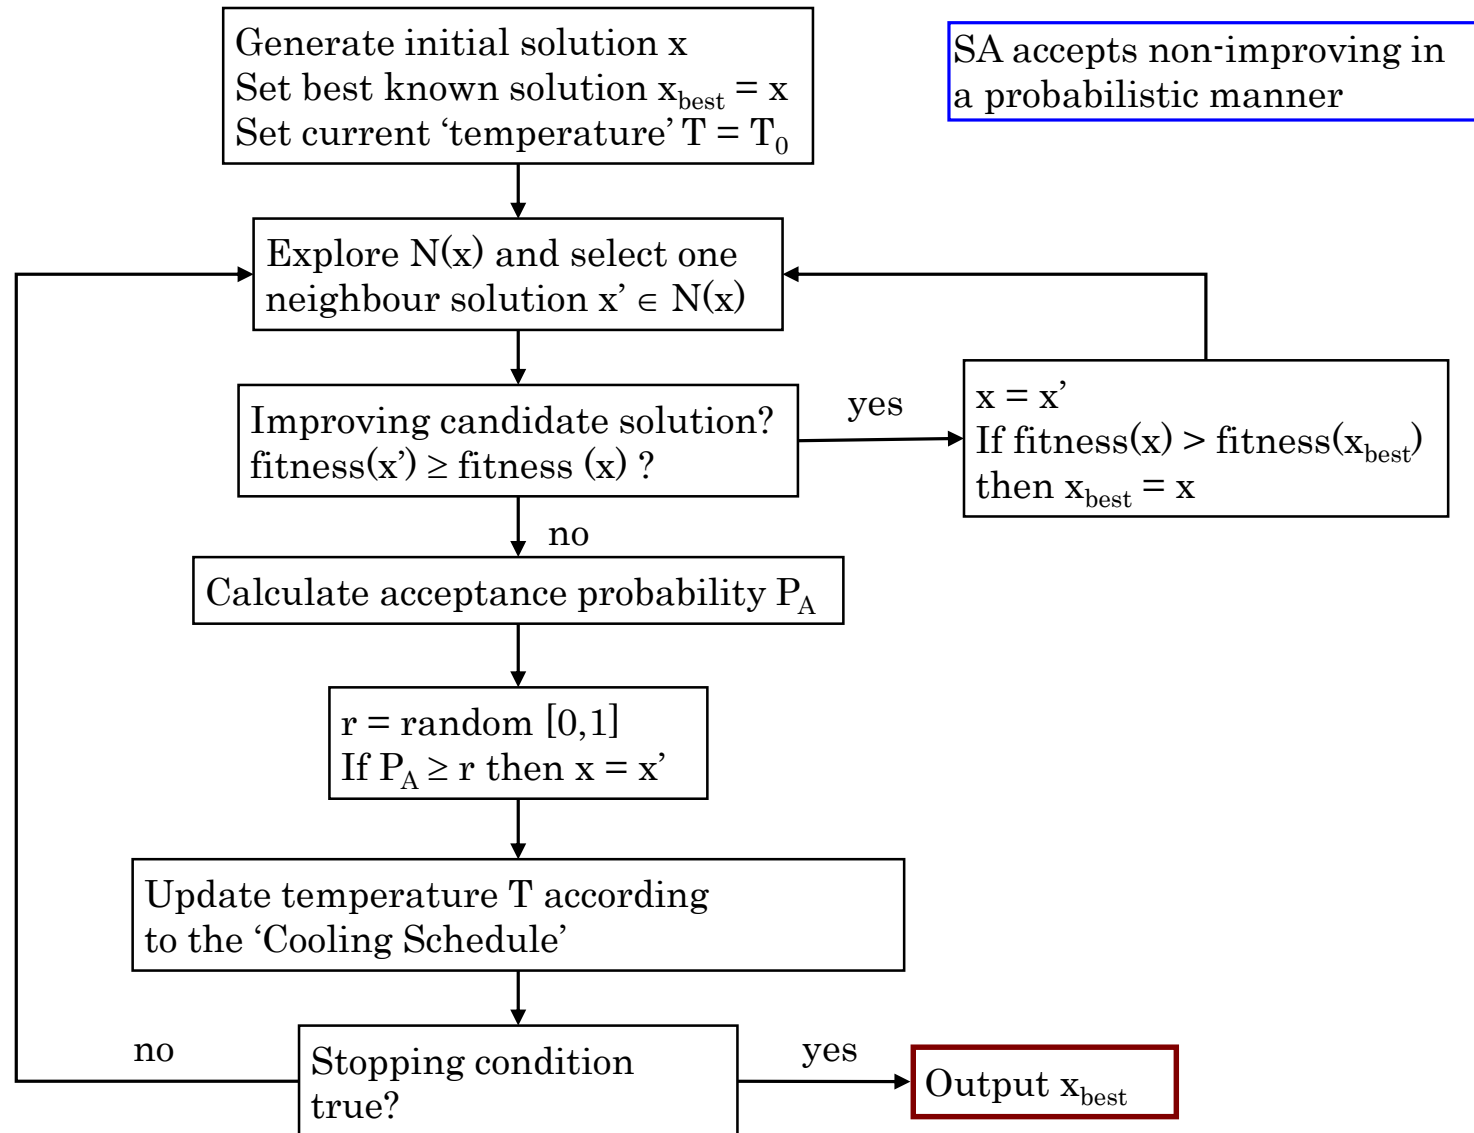 Generate initial solution x
Set best known solution x_best = x
Set current ‘temperature’ T = T_0
SA accepts non-improving in
a probabilistic manner
Explore N(x) and select one
neighbour solution x’ ∈ N(x)
Improving candidate solution?
fitness(x’) ≥ fitness (x) ?
yes
x = x’
If fitness(x) > fitness(x_best)
then x_best = x
no
Calculate acceptance probability P_A
r = random [0,1]
If P_A ≥ r then x = x’
Update temperature T according
to the ‘Cooling Schedule’
no
Stopping condition
true?
yes
Output x_best